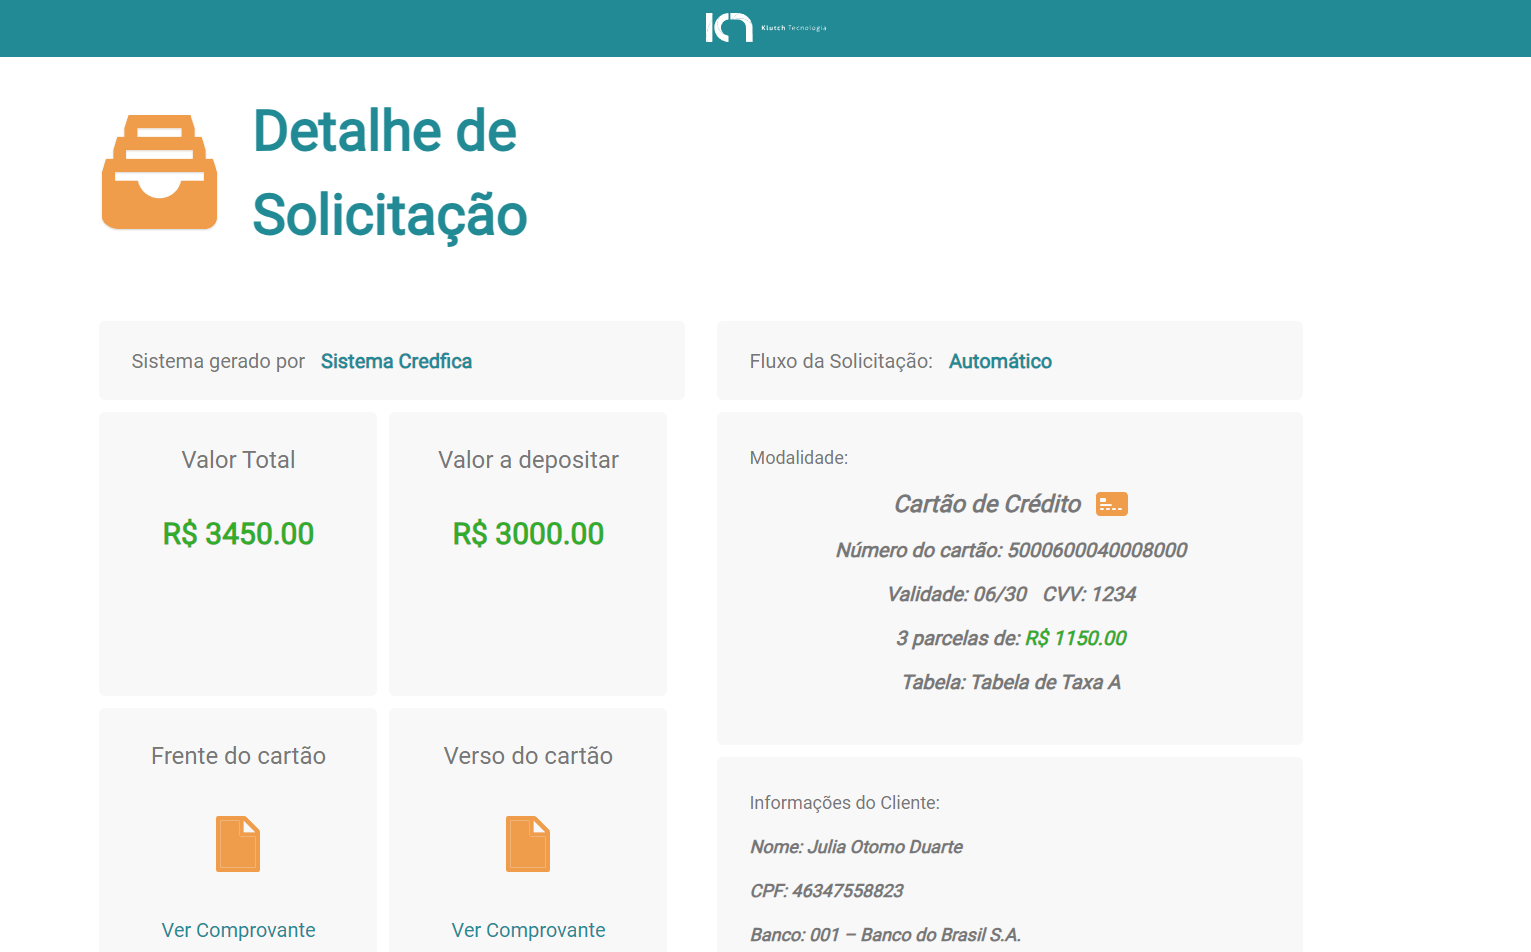 Klutch Tecnologia
Detalhe de
Solicitação
Sistema gerado por Sistema Credfica
Fluxo da Solicitação: Automático
Valor Total
R$ 3450.00
Valor a depositar
R$ 3000.00
Modalidade:
Cartão de Crédito
Número do cartão: 5000600040008000
Validade: 06/30 CVV: 1234
3 parcelas de: R$ 1150.00
Tabela: Tabela de Taxa A
Frente do cartão
Ver Comprovante
Verso do cartão
Ver Comprovante
Informações do Cliente:
Nome: Julia Otomo Duarte
CPF: 46347558823
Banco: 001 – Banco do Brasil S.A.